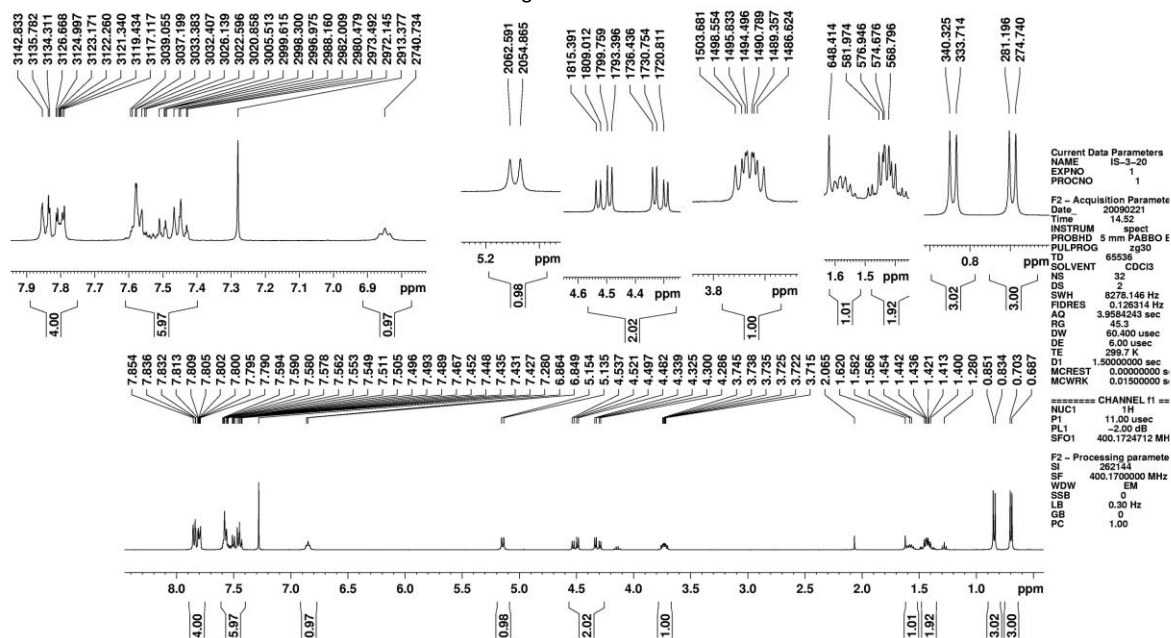 3142.833
3135.782
3134.311
3126.668
3124.997
3123.171
3122.260
3121.340
3119.434
3117.117
3039.055
3037.199
3033.383
3032.407
3026.139
3022.596
3020.858
3005.513
2999.615
2998.300
2996.975
2988.160
2982.009
2980.479
2973.492
2972.145
2913.377
2740.734
2062.591
2054.865
1815.391
1809.012
1799.759
1793.396
1736.436
1730.754
1720.811
1503.681
1498.554
1495.833
1494.496
1490.789
1489.357
1486.624
648.414
581.974
576.946
574.676
568.796
340.325
333.714
281.196
274.740
7.9 7.8 7.1 7.2 7.6 7.5 7.4 6.9 ppm
4.00 5.97 0.97
5.2 ppm
0.98
4.6 4.5 4.4 ppm
2.02
3.8 ppm
1.00
1.6 1.5 ppm
1.01 1.92
0.8 ppm
3.02 3.00
Current Data Parameters
NAME IS-3-20
EXPNO 1
PROCNO 1
F2 - Acquisition Paramete
Date_ 20090221
Time 14.52
INSTRUM spect
PROBHD 5 mm PABBO B
PULPROG zg30
TD 65536
SOLVENT CDCl3
NS 32
DS 2
SWH 8278.146 Hz
FIDRES 0.126314 Hz
AQ 3.9584243 sec
RG 45.3
DW 60.400 usec
DE 6.00 usec
TE 299.7 K
D1 1.50000000 sec
MCREST 0.00000000 s
MCWRK 0.01500000 s
======== CHANNEL f1 ==
NUC1 1H
P1 11.00 usec
PL1 -2.00 dB
SFO1 400.1724712 MH
F2 - Processing paramete
SI 262144
SF 400.1700000 MHz
WDW EM
SSB 0
LB 0.30 Hz
GB 0
PC 1.00
7.854
7.836
7.832
7.813
7.809
7.805
7.802
7.800
7.795
7.790
7.594
7.590
7.580
7.578
7.562
7.553
7.549
7.511
7.505
7.496
7.493
7.489
7.467
7.452
7.448
7.435
7.431
7.427
7.280
6.864
6.849
5.154
5.135
4.537
4.521
4.497
4.482
4.339
4.325
4.300
4.286
3.745
3.738
3.735
3.725
3.722
3.715
2.065
1.620
1.582
1.566
1.454
1.442
1.436
1.421
1.413
1.400
1.280
0.851
0.834
0.703
0.687
8.0 7.5 7.0 6.5 6.0 5.5 5.0 4.5 4.0 3.5 3.0 2.5 2.0 1.5 1.0 ppm
4.00 5.97 0.97 0.98 2.02 1.00 1.01 1.92 3.02 3.00